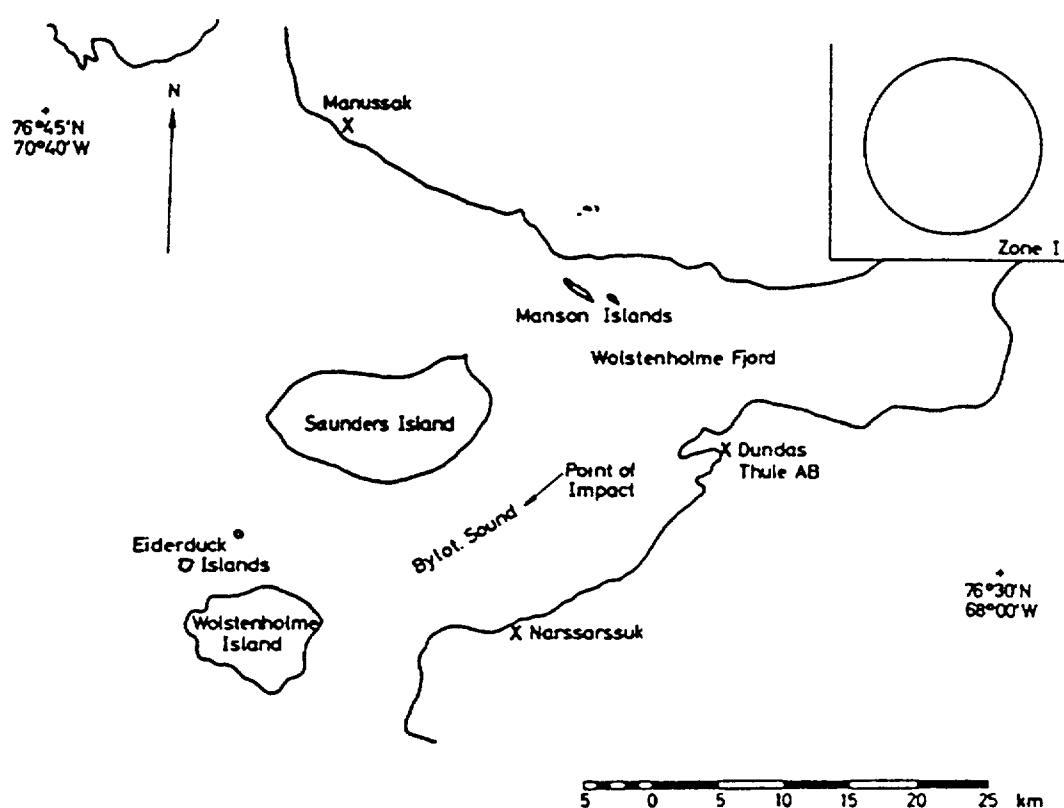 N
76°45'N
70°40'W
Manussak
Zone I
Manson Islands
Wolstenholme Fjord
Saunders Island
Dundas
Thule AB
Point of
Impact
Bylot. Sound
Eiderduck
Islands
76°30'N
68°00'W
Wolstenholme
Island
Narssarssuk
5 0 5 10 15 20 25 km